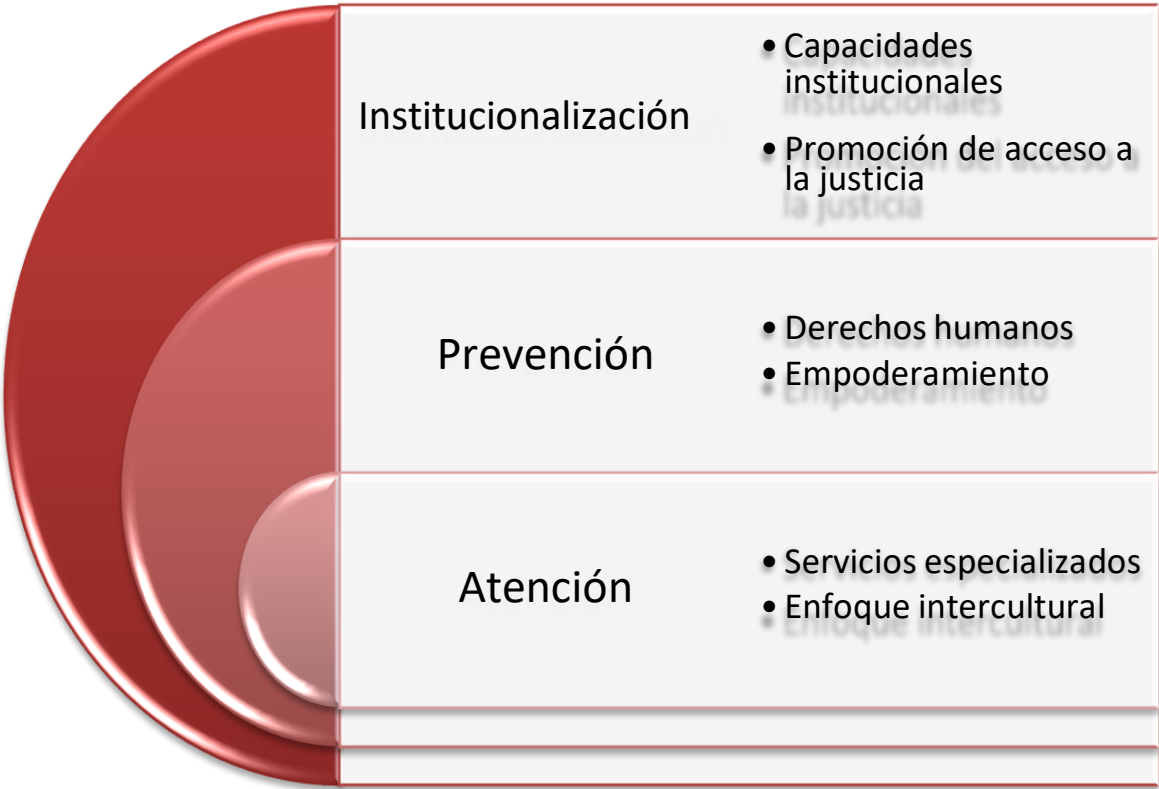 Institucionalización
• Capacidades
institucionales
• Promoción de acceso a
la justicia
Prevención
• Derechos humanos
• Empoderamiento
Atención
• Servicios especializados
• Enfoque intercultural